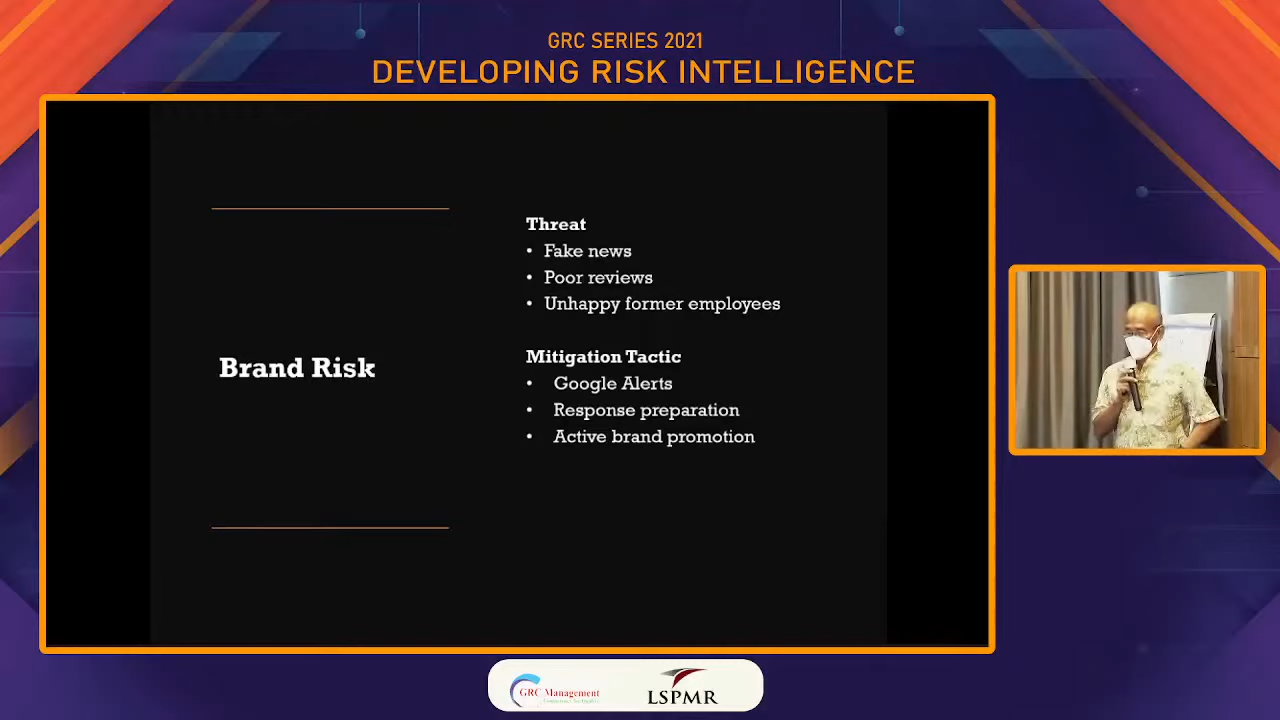 GRC SERIES 2021
DEVELOPING RISK INTELLIGENCE
Brand Risk
Threat
• Fake news
• Poor reviews
• Unhappy former employees
Mitigation Tactic
• Google Alerts
• Response preparation
• Active brand promotion
GRC Management
LSPMR